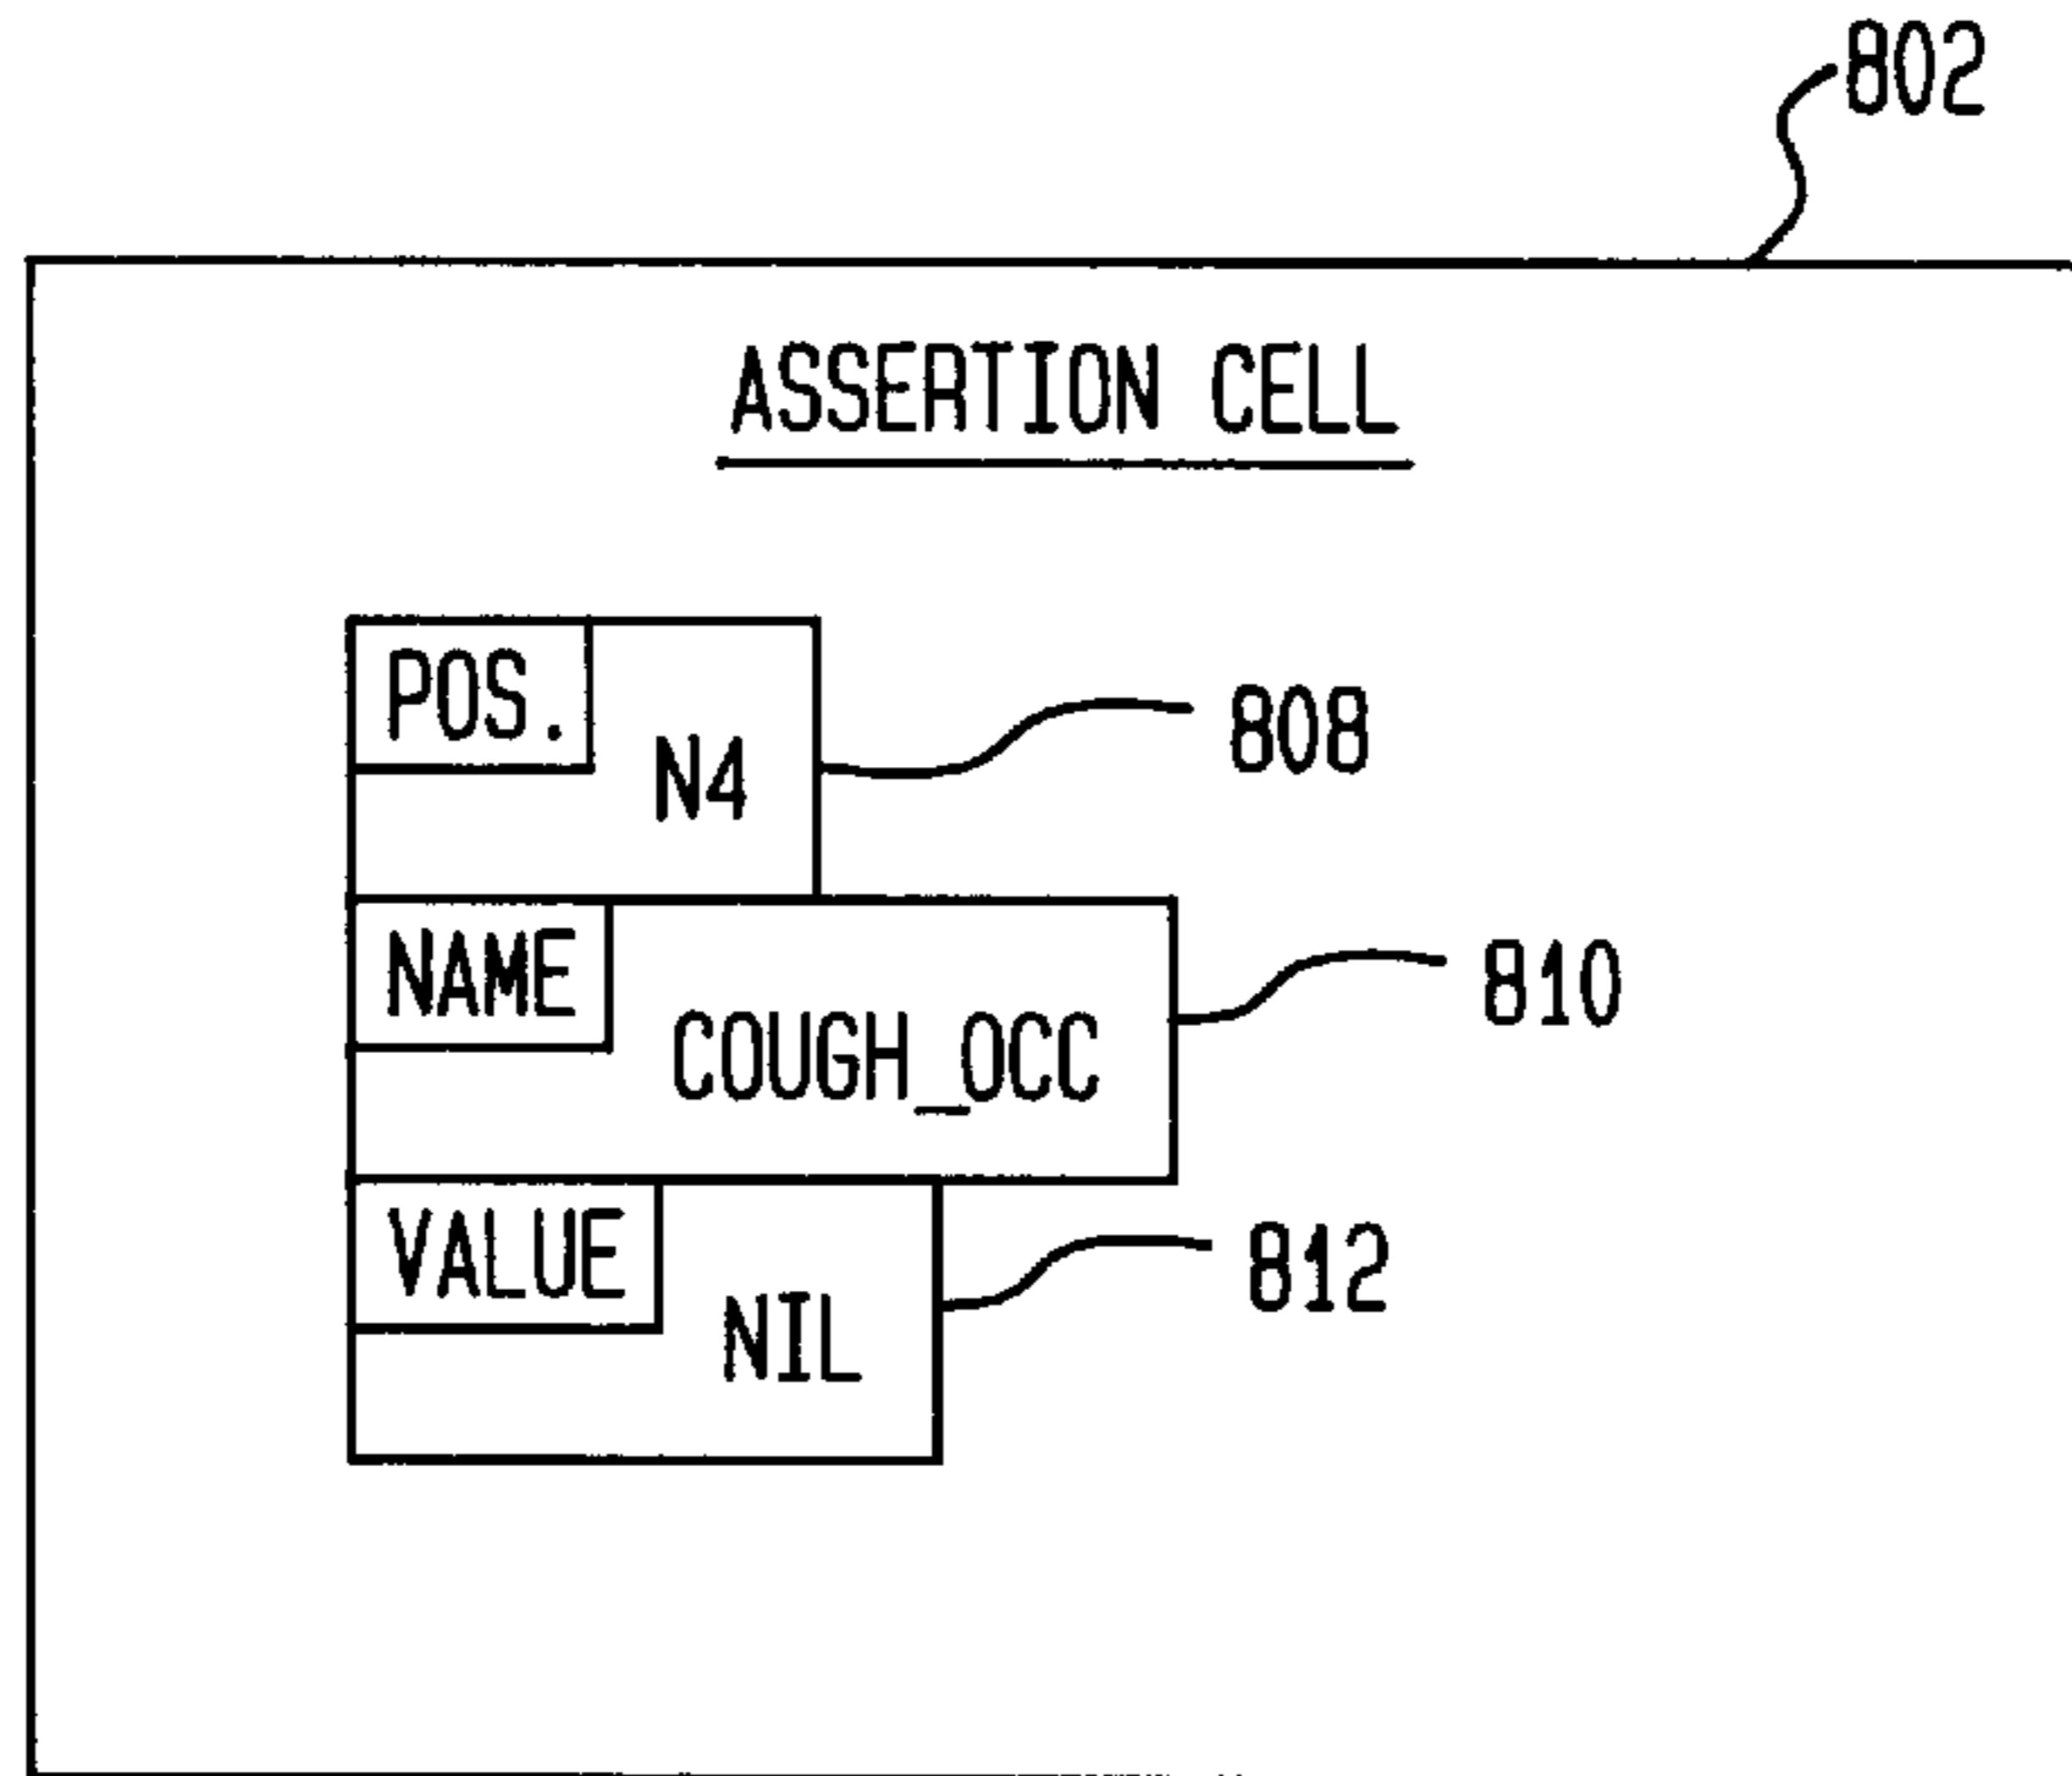 802
ASSERTION CELL
POS.
N4
808
NAME
COUGH_OCC
810
VALUE
NIL
812